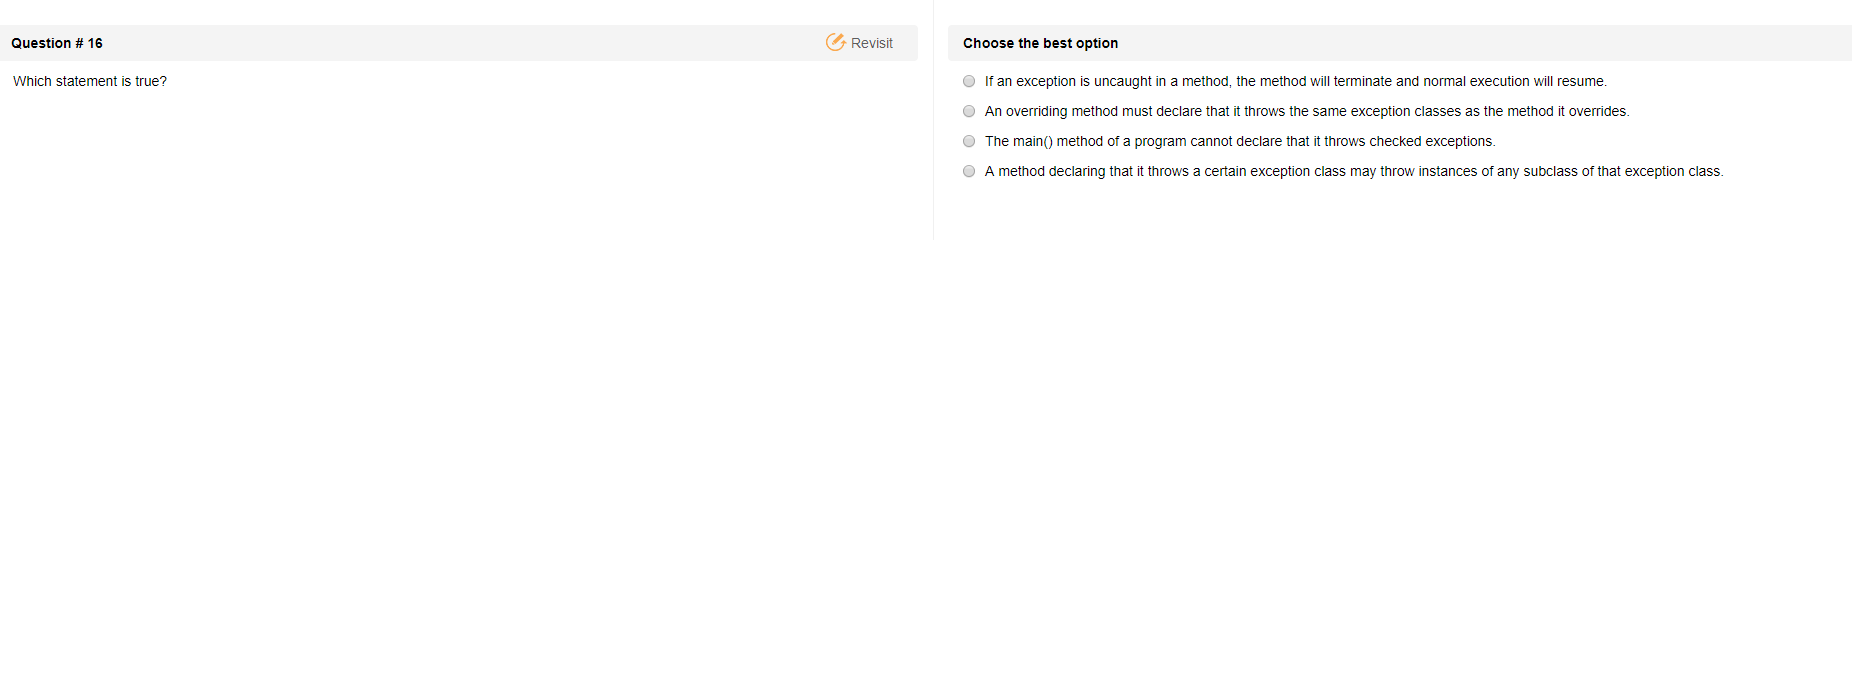 Question # 16
Revisit
Which statement is true?
Choose the best option
If an exception is uncaught in a method, the method will terminate and normal execution will resume.
An overriding method must declare that it throws the same exception classes as the method it overrides.
The main() method of a program cannot declare that it throws checked exceptions.
A method declaring that it throws a certain exception class may throw instances of any subclass of that exception class.